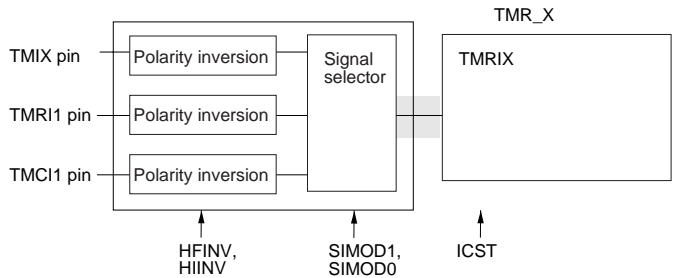 TMR_X
TMIX pin
Polarity inversion
Signal
selector
TMRIX
TMRI1 pin
Polarity inversion
TMCI1 pin
Polarity inversion
HFINV,
HIINV
SIMOD1,
SIMOD0
ICST